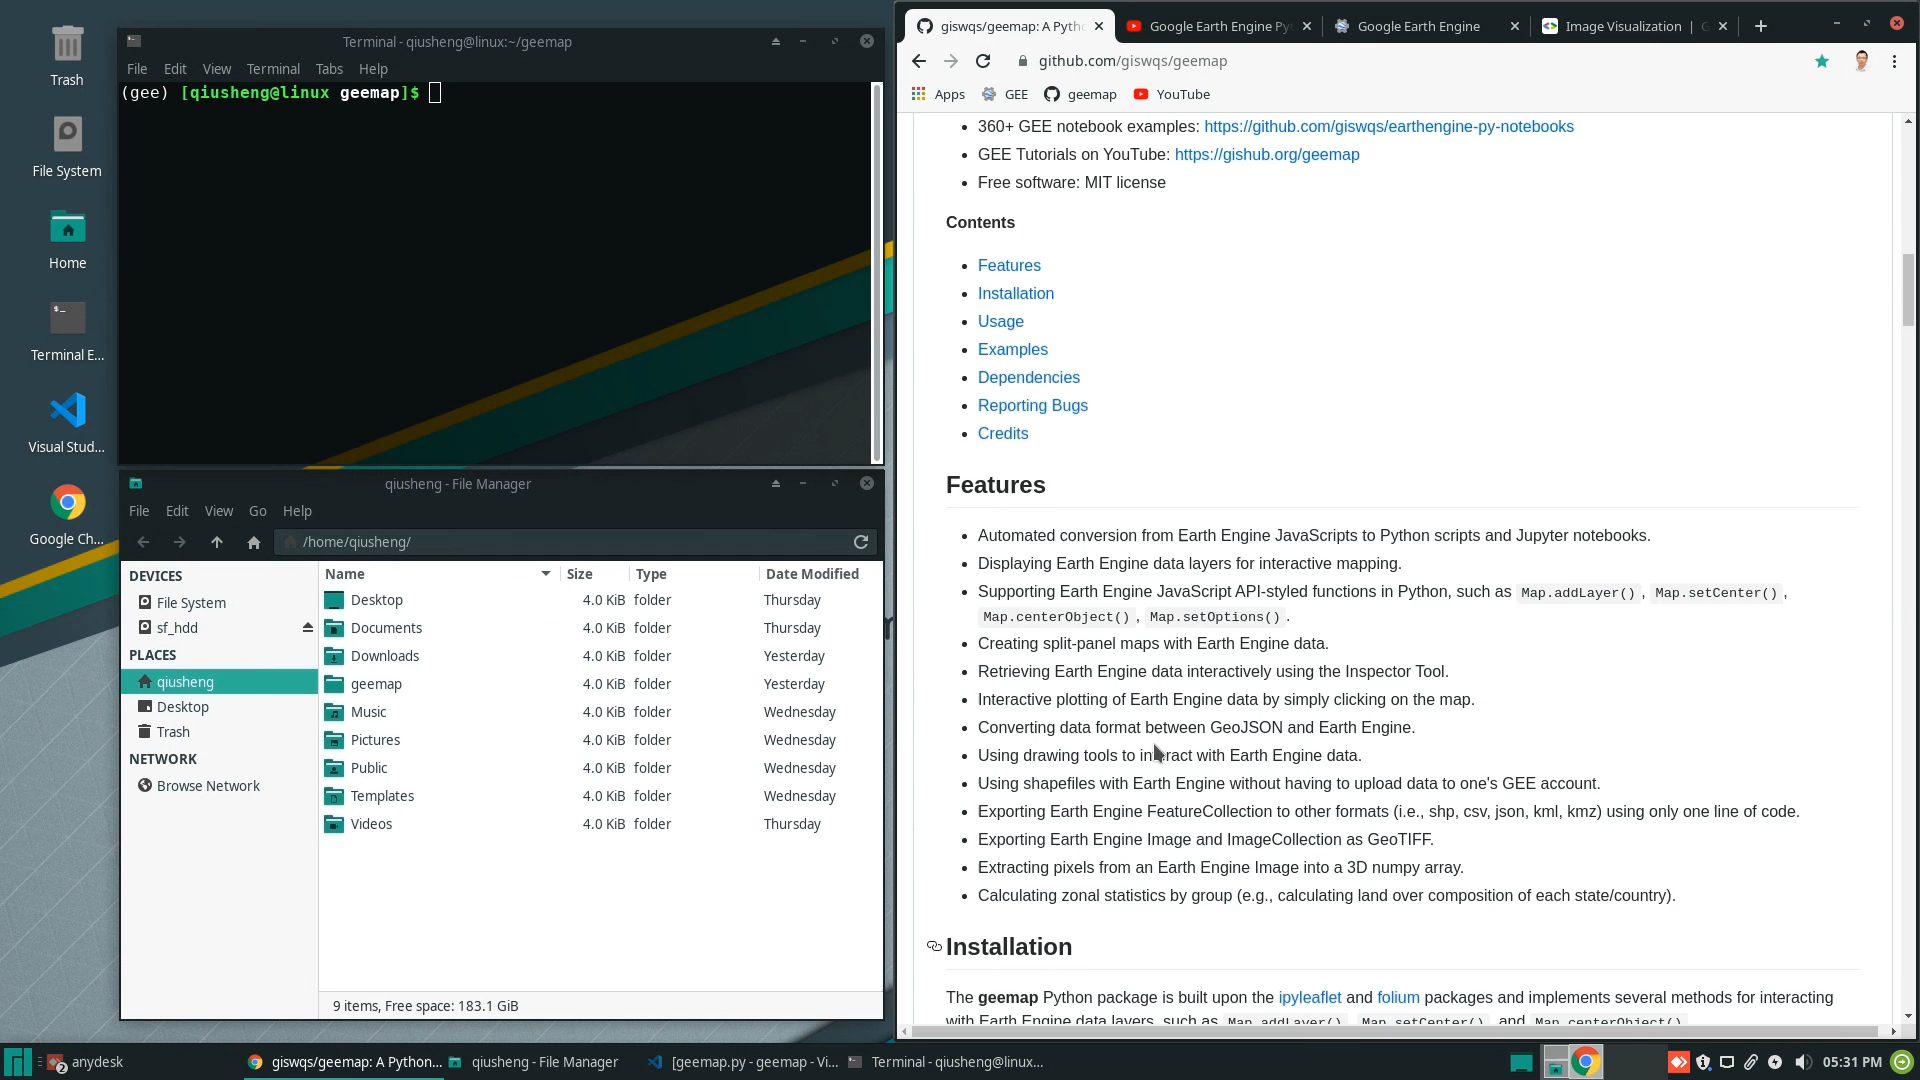 Trash
File System
Home
Terminal E...
Visual Stud...
Google Ch...
Terminal - qiusheng@linux:~/geemap
File Edit View Terminal Tabs Help
(gee) [qiusheng@linux geemap]$
qiusheng - File Manager
File Edit View Go Help
/home/qiusheng/
DEVICES
File System
sf_hdd
PLACES
qiusheng
Desktop
Trash
NETWORK
Browse Network
Name Size Type Date Modified
Desktop 4.0 KiB folder Thursday
Documents 4.0 KiB folder Thursday
Downloads 4.0 KiB folder Yesterday
geemap 4.0 KiB folder Yesterday
Music 4.0 KiB folder Wednesday
Pictures 4.0 KiB folder Wednesday
Public 4.0 KiB folder Wednesday
Templates 4.0 KiB folder Wednesday
Videos 4.0 KiB folder Thursday
9 items, Free space: 183.1 GiB
giswqs/geemap: A Pyth Google Earth Engine Py Google Earth Engine Image Visualization | G
github.com/giswqs/geemap
Apps GEE geemap YouTube
360+ GEE notebook examples: https://github.com/giswqs/earthengine-py-notebooks
GEE Tutorials on YouTube: https://gishub.org/geemap
Free software: MIT license
Contents
Features
Installation
Usage
Examples
Dependencies
Reporting Bugs
Credits
Features
Automated conversion from Earth Engine JavaScripts to Python scripts and Jupyter notebooks.
Displaying Earth Engine data layers for interactive mapping.
Supporting Earth Engine JavaScript API-styled functions in Python, such as Map.addLayer() , Map.setCenter() ,
Map.centerObject() , Map.setOptions() .
Creating split-panel maps with Earth Engine data.
Retrieving Earth Engine data interactively using the Inspector Tool.
Interactive plotting of Earth Engine data by simply clicking on the map.
Converting data format between GeoJSON and Earth Engine.
Using drawing tools to interact with Earth Engine data.
Using shapefiles with Earth Engine without having to upload data to one's GEE account.
Exporting Earth Engine FeatureCollection to other formats (i.e., shp, csv, json, kml, kmz) using only one line of code.
Exporting Earth Engine Image and ImageCollection as GeoTIFF.
Extracting pixels from an Earth Engine Image into a 3D numpy array.
Calculating zonal statistics by group (e.g., calculating land over composition of each state/country).
Installation
The geemap Python package is built upon the ipyleaflet and folium packages and implements several methods for interacting
with Earth Engine data layers, such as Map.addLayer() , Map.setCenter() , and Map.centerObject() .
2 anydesk giswqs/geemap: A Python... qiusheng - File Manager [geemap.py - geemap - Vi... Terminal - qiusheng@linux... 05:31 PM